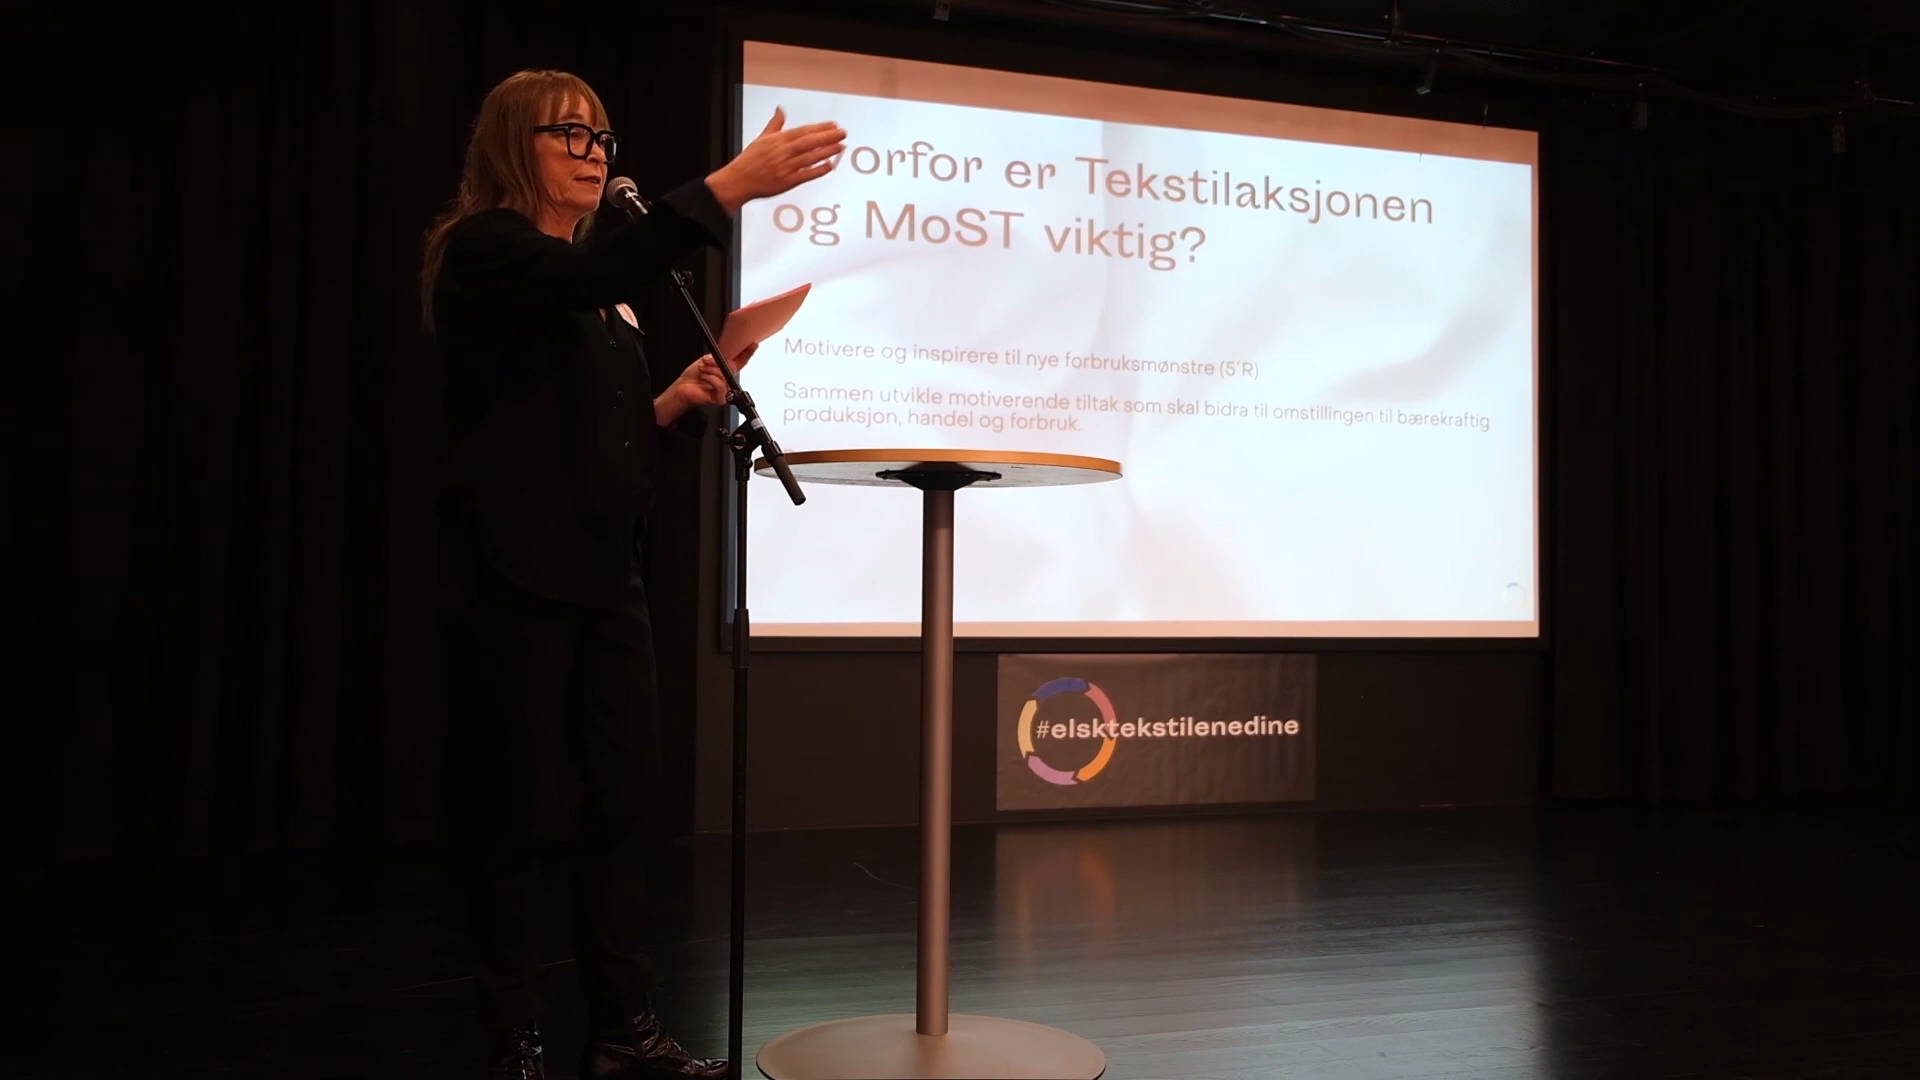 vorfor er Tekstilaksjonen
og MoST viktig?
Motivere og inspirere til nye forbruksmønstre (5´R)
Sammen utvikle motiverende tiltak som skal bidra til omstillingen til bærekraftig
produksjon, handel og forbruk.
#elsktekstilenedine